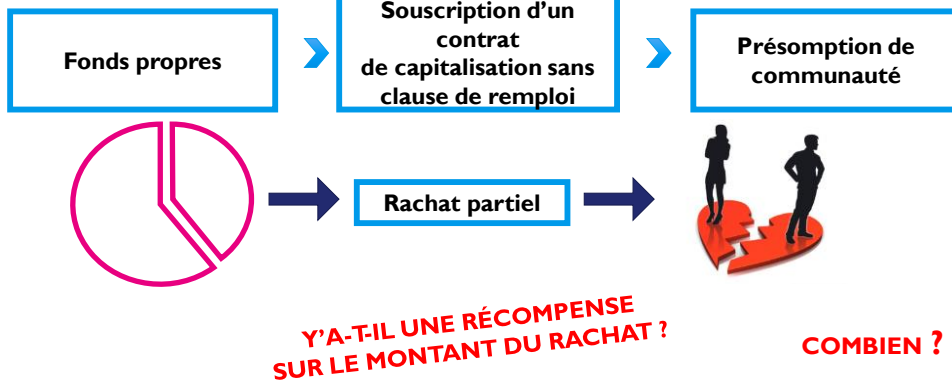 Fonds propres
Souscription d'un
contrat
de capitalisation sans
clause de remploi
Présomption de
communauté
Rachat partiel
Y'A-T-IL UNE RÉCOMPENSE
SUR LE MONTANT DU RACHAT ?
COMBIEN ?